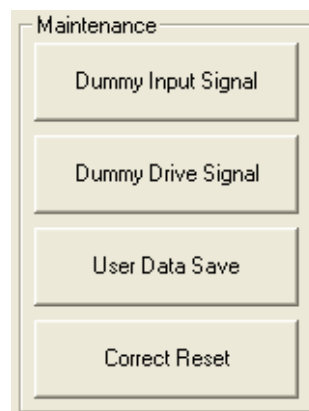 Maintenance
Dummy Input Signal
Dummy Drive Signal
User Data Save
Correct Reset